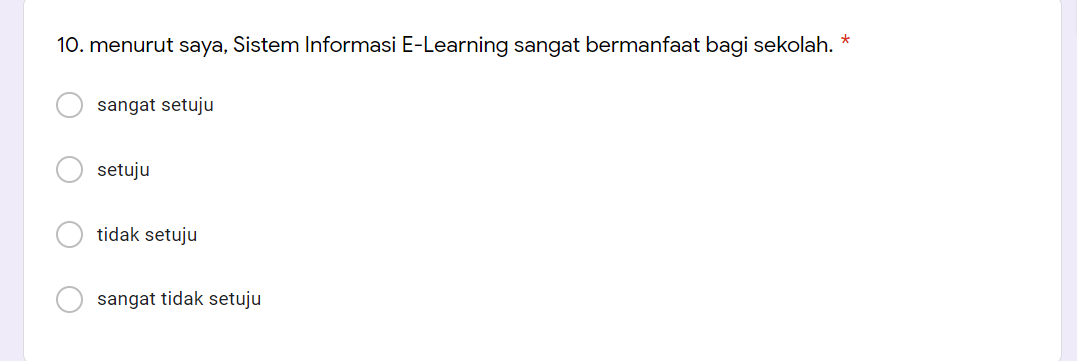 10. menurut saya, Sistem Informasi E-Learning sangat bermanfaat bagi sekolah. *
sangat setuju
setuju
tidak setuju
sangat tidak setuju